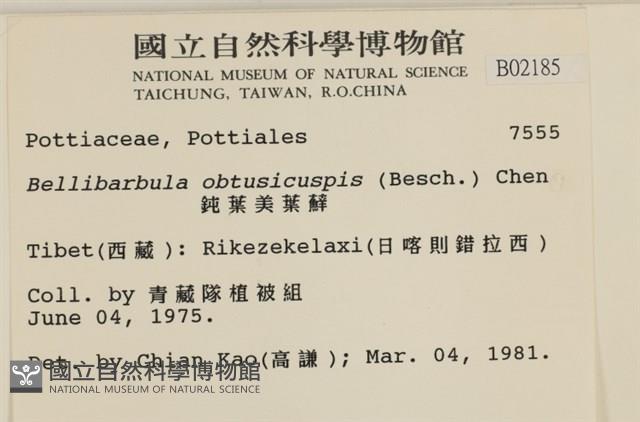 國立自然科學博物館
NATIONAL MUSEUM OF NATURAL SCIENCE
TAICHUNG, TAIWAN, R.O.CHINA
B02185
Pottiaceae, Pottiales 7555
Bellibarbula obtusicuspis (Besch.) Chen
鈍葉美葉蘚
Tibet(西藏): Rikezekelaxi(日喀則錯拉西)
Coll. by 青藏隊植被組
June 04, 1975.
Det. by Chian Kao(高謙); Mar. 04, 1981.
國立自然科學博物館
NATIONAL MUSEUM OF NATURAL SCIENCE